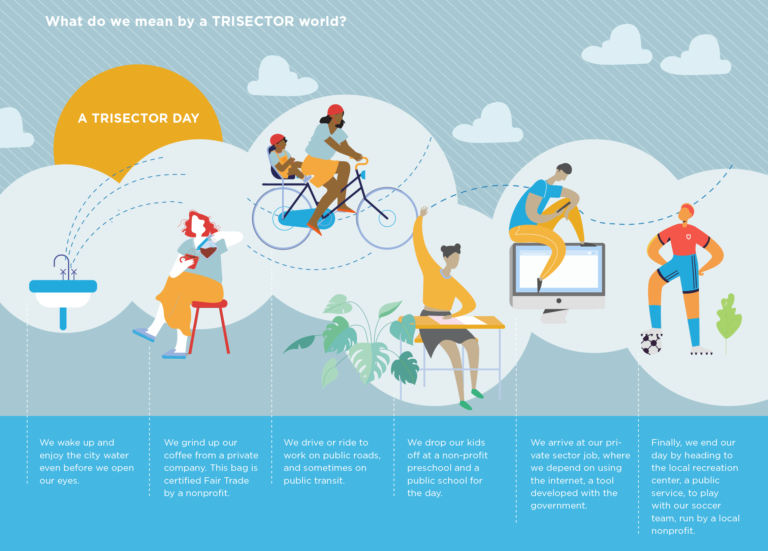 What do we mean by a TRISECTOR world?
A TRISECTOR DAY
We wake up and
enjoy the city water
even before we open
our eyes.
We grind up our
coffee from a private
company. This bag is
certified Fair Trade
by a nonprofit.
We drive or ride to
work on public roads,
and sometimes on
public transit.
We drop our kids
off at a non-profit
preschool and a
public school for
the day.
We arrive at our pri-
vate sector job, where
we depend on using
the internet, a tool
developed with the
government.
Finally, we end our
day by heading to
the local recreation
center, a public
service, to play
with our soccer
team, run by a local
nonprofit.